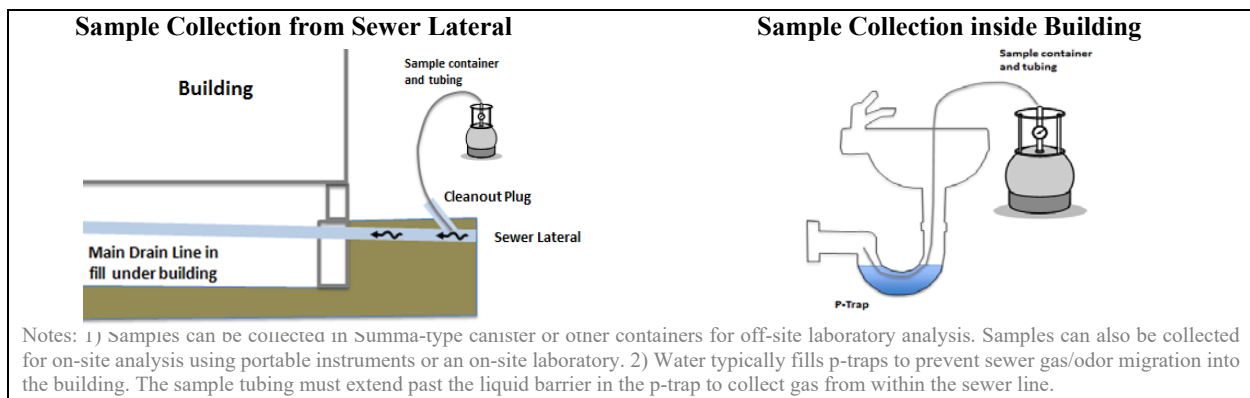 Sample Collection from Sewer Lateral
Sample container
and tubing
Building
Cleanout Plug
Sewer Lateral
Main Drain Line in
fill under building
Sample Collection inside Building
Sample container
and tubing
P-Trap
Notes: 1) Samples can be collected in Summa-type canister or other containers for off-site laboratory analysis. Samples can also be collected
for on-site analysis using portable instruments or an on-site laboratory. 2) Water typically fills p-traps to prevent sewer gas/odor migration into
the building. The sample tubing must extend past the liquid barrier in the p-trap to collect gas from within the sewer line.